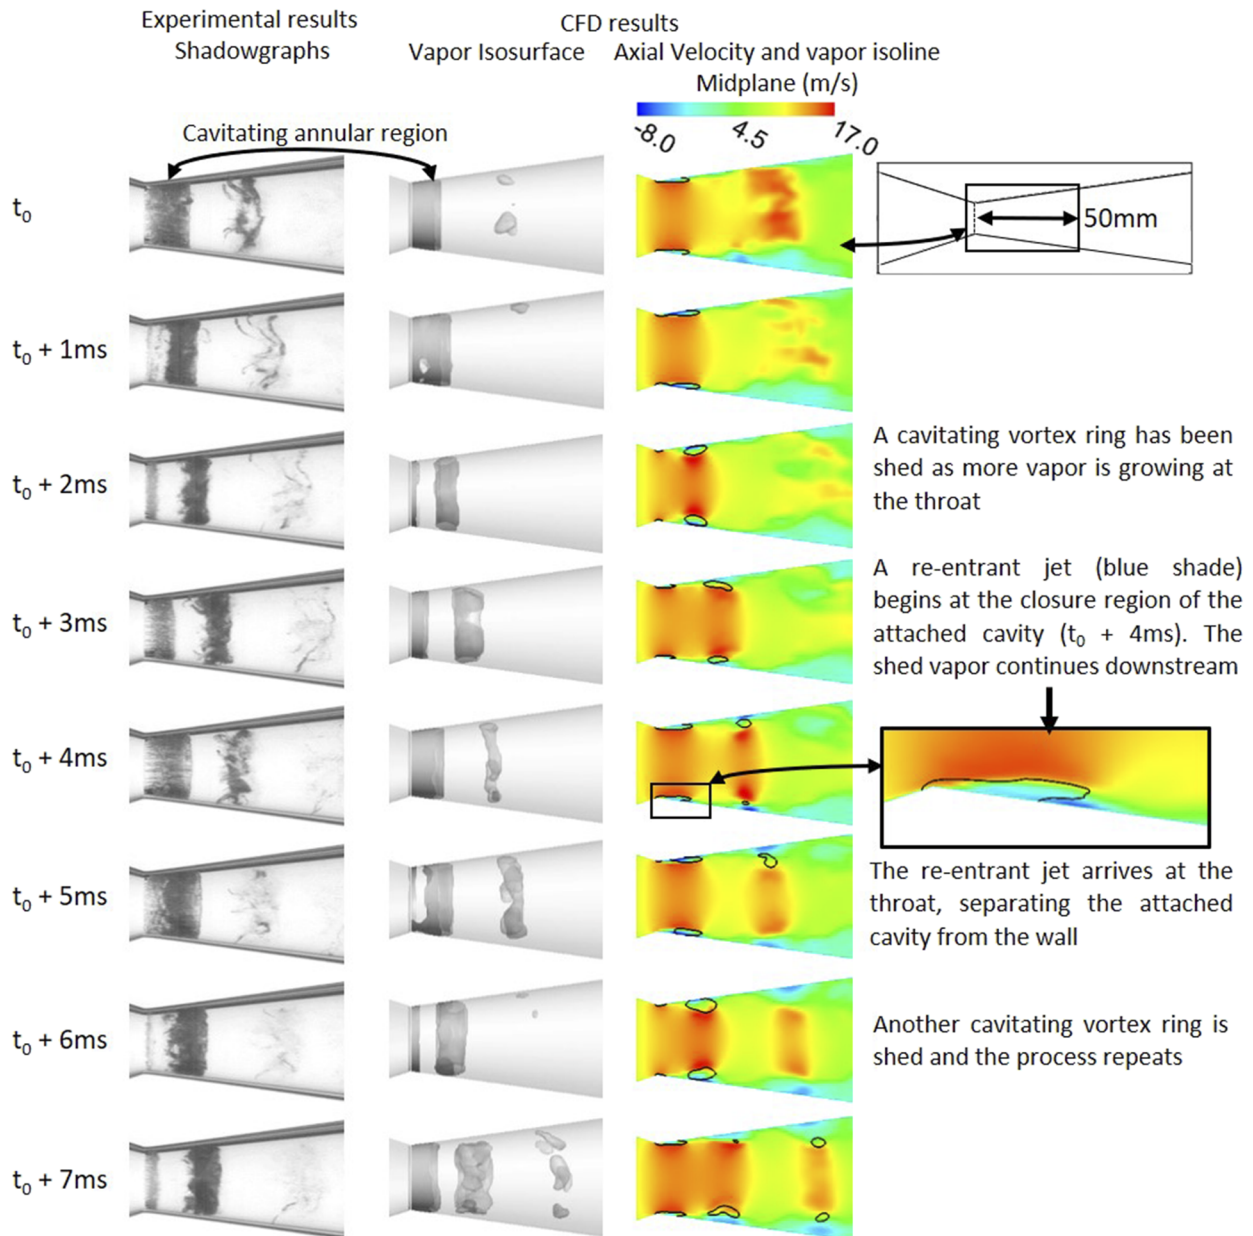 Experimental results
Shadowgraphs
CFD results
Vapor Isosurface
Axial Velocity and vapor isoline
Midplane (m/s)
-8.0
4.5
17.0
Cavitating annular region
t₀
50mm
t₀ + 1ms
t₀ + 2ms
A cavitating vortex ring has been
shed as more vapor is growing at
the throat
t₀ + 3ms
A re-entrant jet (blue shade)
begins at the closure region of the
attached cavity (t₀ + 4ms). The
shed vapor continues downstream
t₀ + 4ms
t₀ + 5ms
The re-entrant jet arrives at the
throat, separating the attached
cavity from the wall
t₀ + 6ms
Another cavitating vortex ring is
shed and the process repeats
t₀ + 7ms